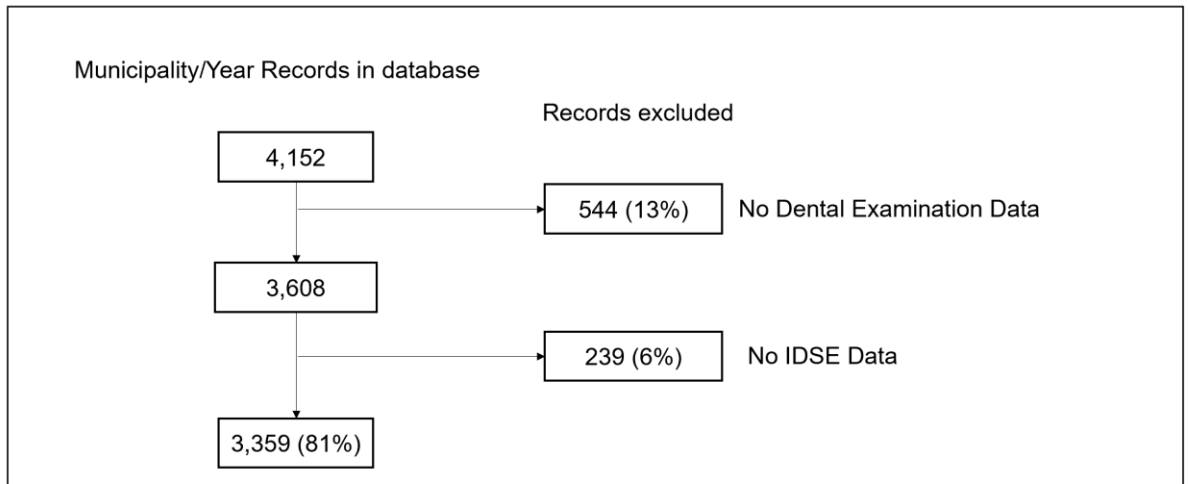 Municipality/Year Records in database
Records excluded
4,152
544 (13%) No Dental Examination Data
3,608
239 (6%) No IDSE Data
3,359 (81%)